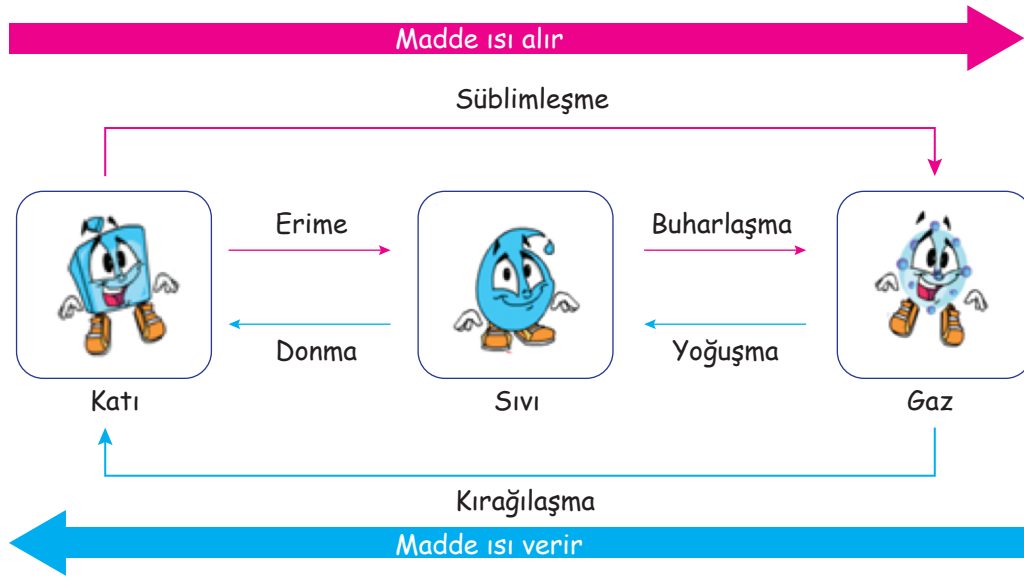 Madde ısı alır
Süblimleşme
Erime
Buharlaşma
Donma
Yoğuşma
Katı
Sıvı
Gaz
Kırağılaşma
Madde ısı verir